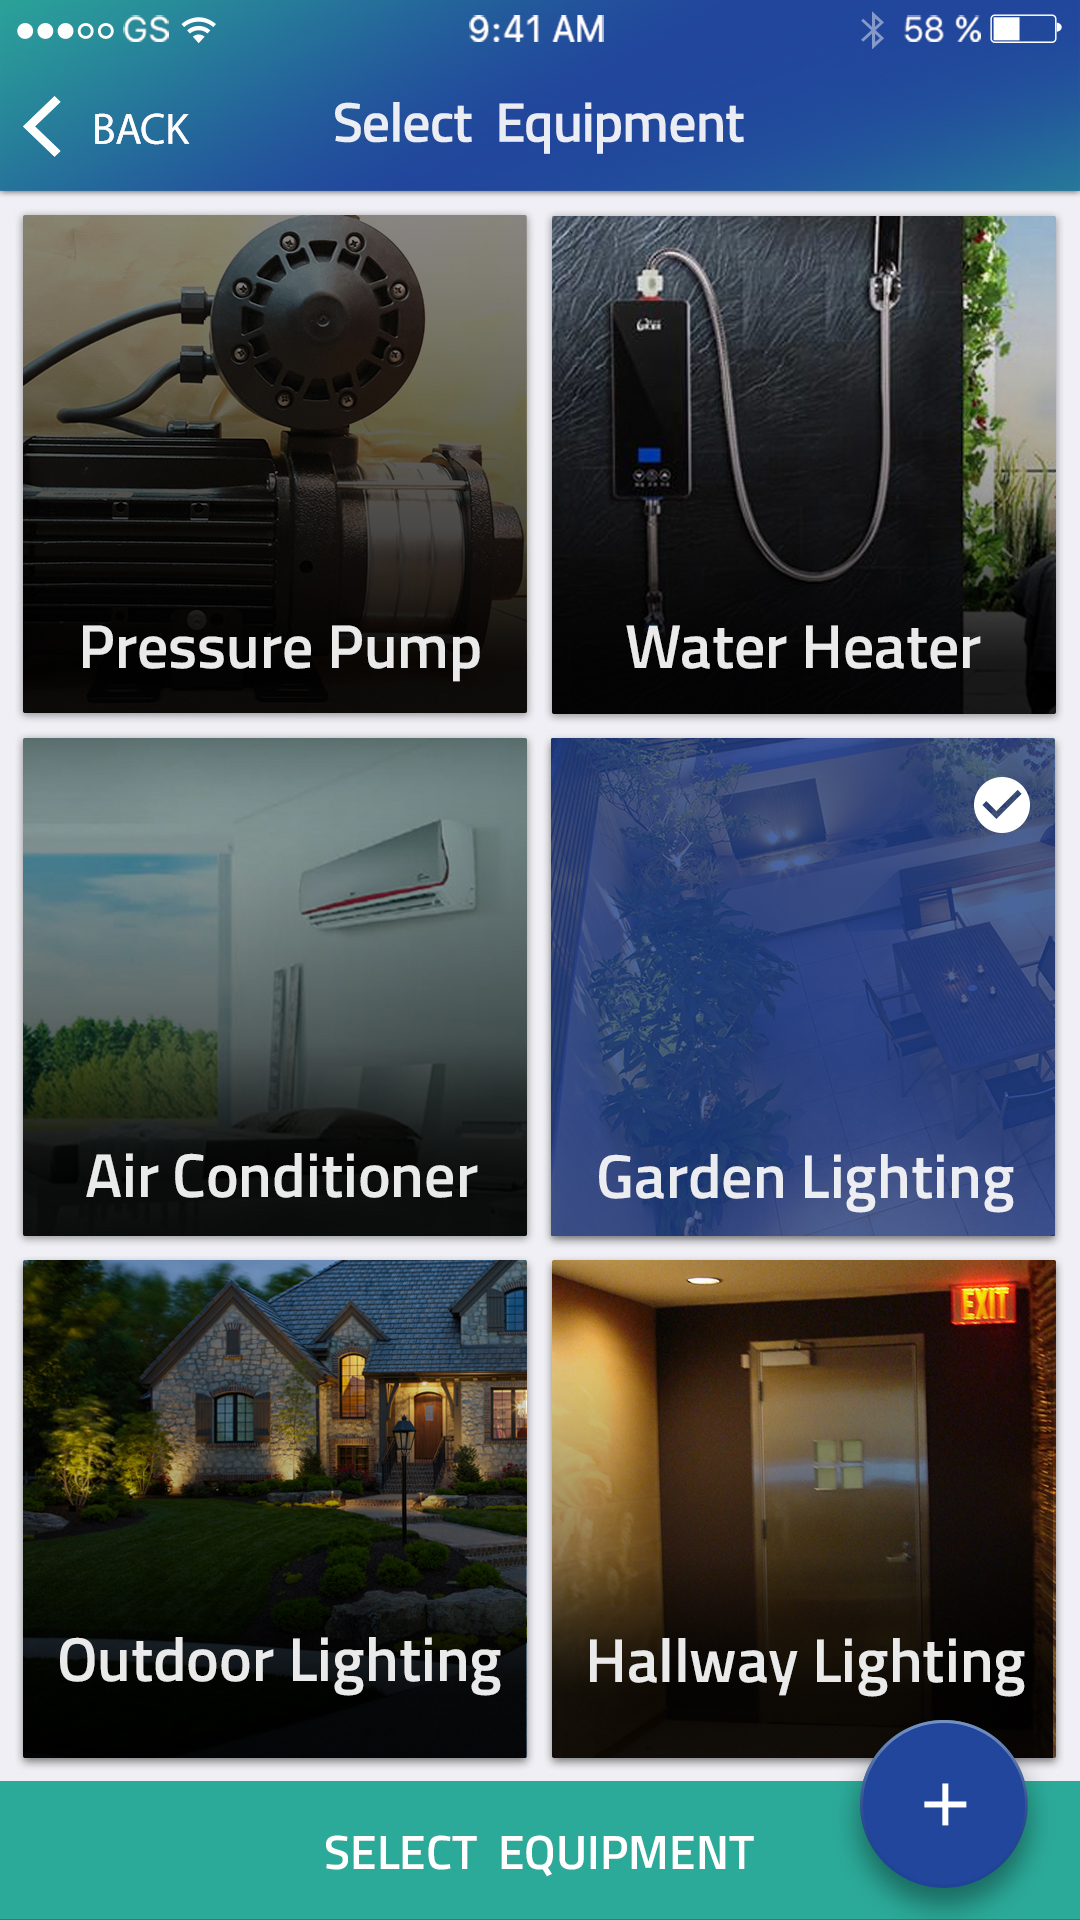 GS 9:41 AM 58 %
BACK Select Equipment
Pressure Pump
Water Heater
Air Conditioner
Garden Lighting
EXIT
Outdoor Lighting
Hallway Lighting
+
SELECT EQUIPMENT